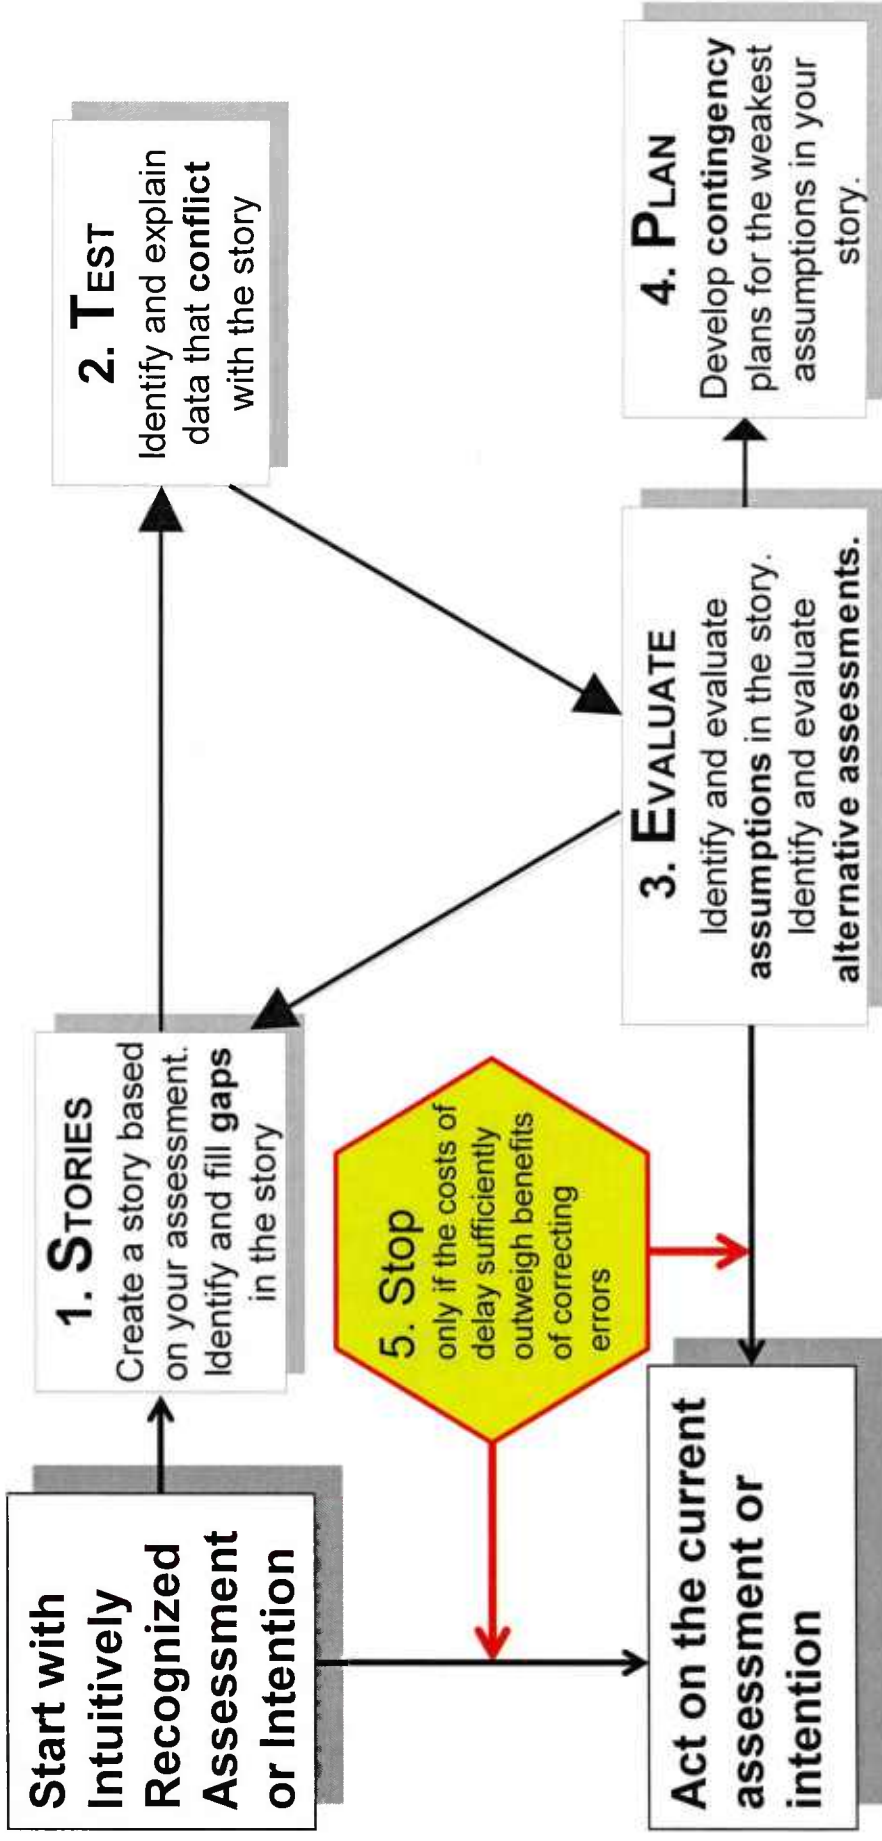 Start with
Intuitively
Recognized
Assessment
or Intention
1. STORIES
Create a story based
on your assessment.
Identify and fill gaps
in the story
2. TEST
Identify and explain
data that conflict
with the story
3. EVALUATE
Identify and evaluate
assumptions in the story.
Identify and evaluate
alternative assessments.
4. PLAN
Develop contingency
plans for the weakest
assumptions in your
story.
5. Stop
only if the costs of
delay sufficiently
outweigh benefits
of correcting
errors
Act on the current
assessment or
intention